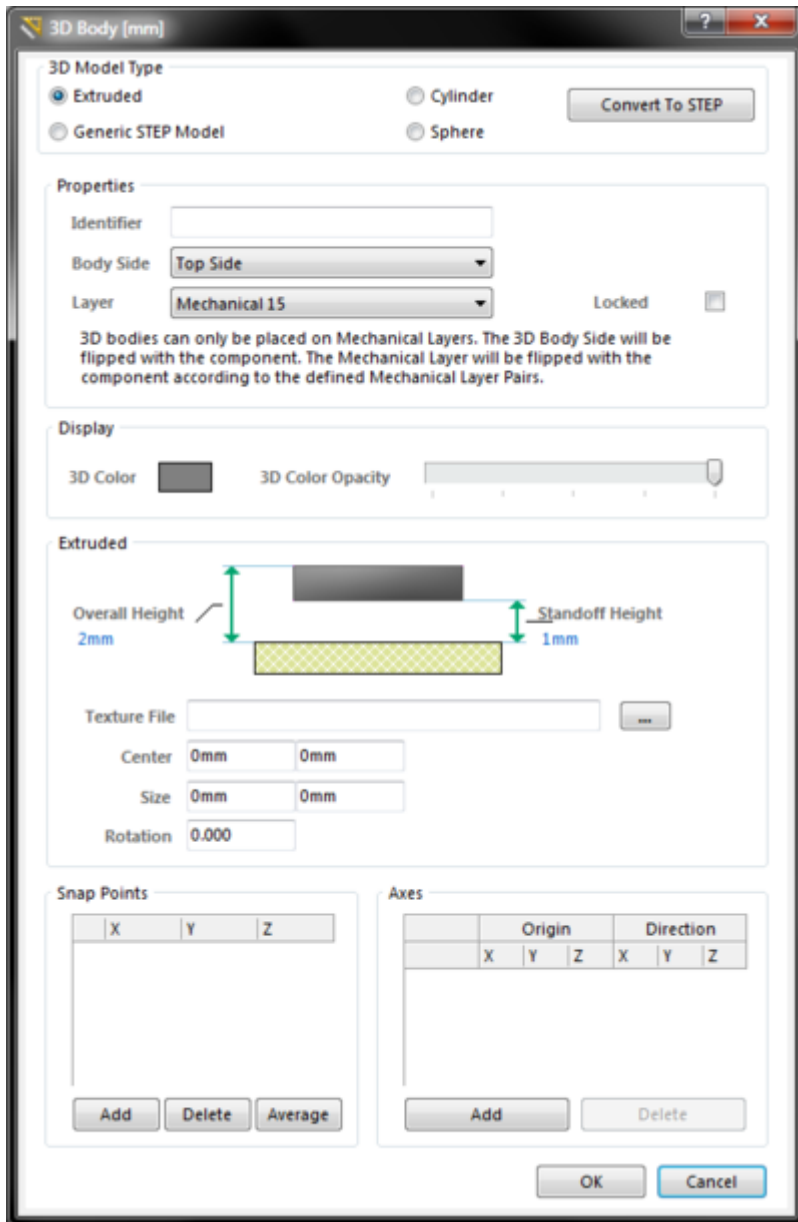 3D Body [mm]
?
3D Model Type
Extruded
Cylinder
Convert To STEP
Generic STEP Model
Sphere
Properties
Identifier
Body Side
Top Side
Layer
Mechanical 15
Locked
3D bodies can only be placed on Mechanical Layers. The 3D Body Side will be
flipped with the component. The Mechanical Layer will be flipped with the
component according to the defined Mechanical Layer Pairs.
Display
3D Color
3D Color Opacity
Extruded
Overall Height
2mm
Standoff Height
1mm
Texture File
...
Center 0mm 0mm
Size 0mm 0mm
Rotation 0.000
Snap Points
X Y Z
Add Delete Average
Axes
Origin Direction
X Y Z X Y Z
Add Delete
OK Cancel